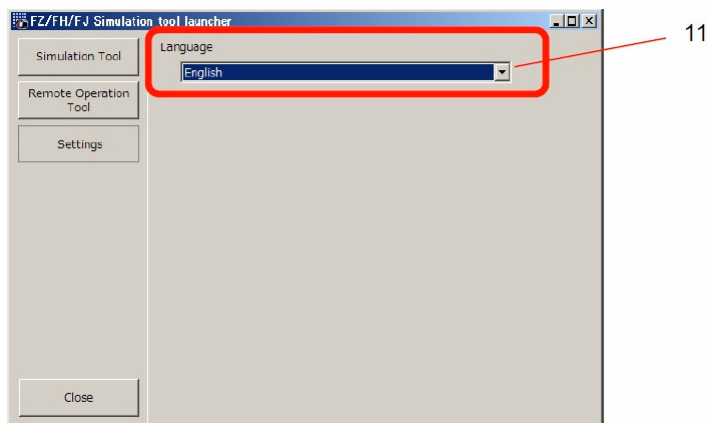 FZ/FH/FJ Simulation tool launcher
Simulation Tool
Remote Operation
Tool
Settings
Close
Language
English
11